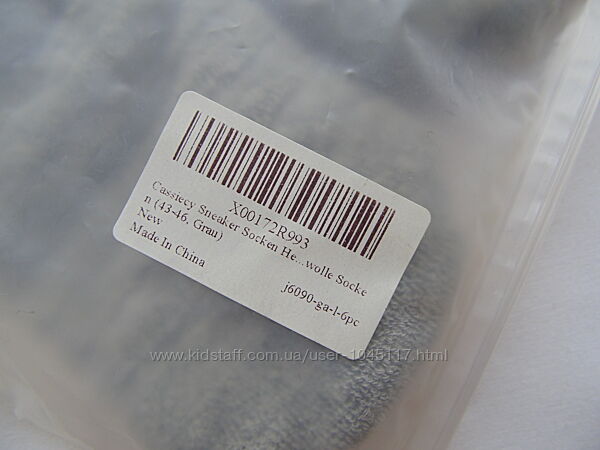 X00172R993
Cassiecy Sneaker Socken He...wolle Socke
n (43-46, Grau)
New
Made In China
j6090-ga-l-6pc
www.kidstaff.com.ua/user-1045117.html